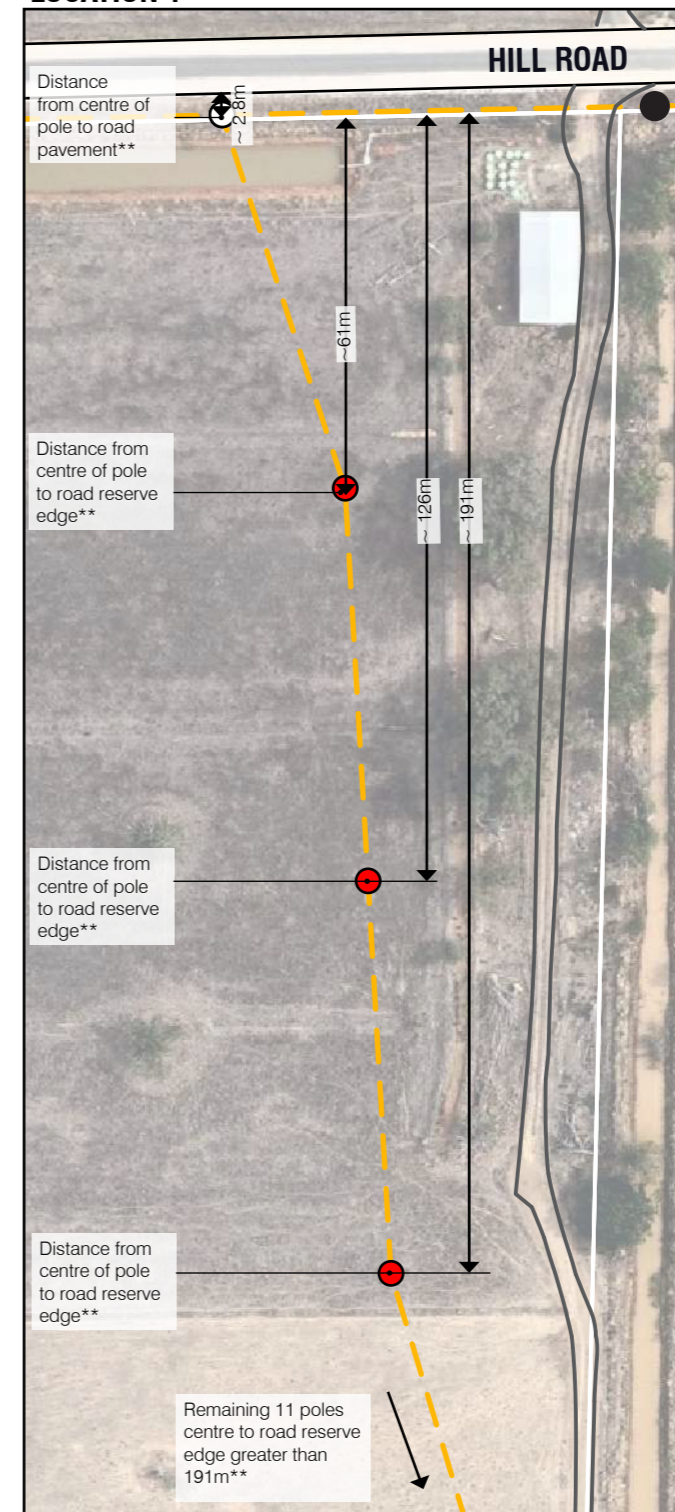 HILL ROAD
Distance
from centre of
pole to road
pavement**
~ 2.8m
~61m
~ 126m
~ 191m
Distance from
centre of pole
to road reserve
edge**
Distance from
centre of pole
to road reserve
edge**
Distance from
centre of pole
to road reserve
edge**
Remaining 11 poles
centre to road reserve
edge greater than
191m**